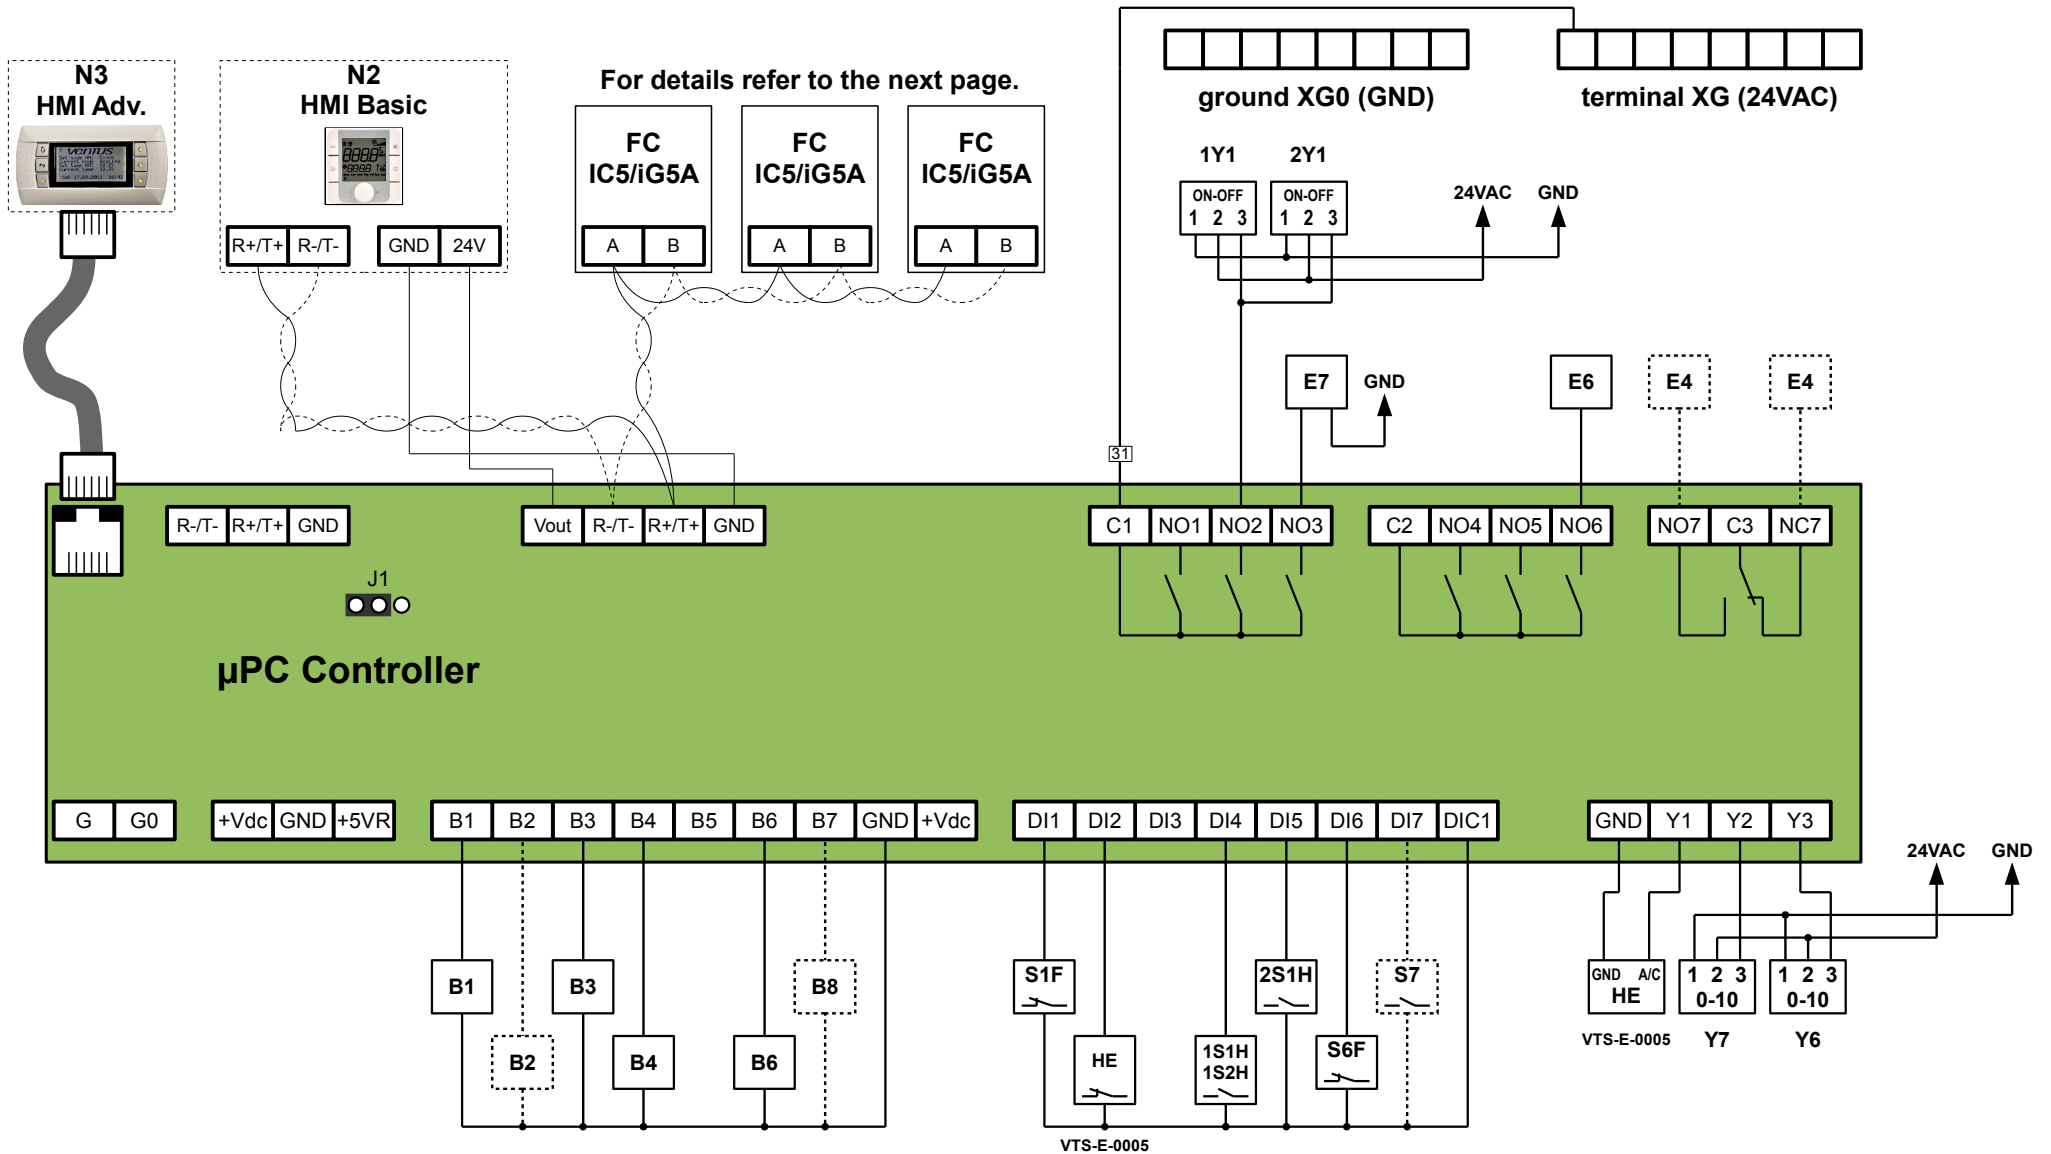 N3
HMI Adv.
ventus
N2
HMI Basic
For details refer to the next page.
FC
IC5/iG5A
FC
IC5/iG5A
FC
IC5/iG5A
ground XG0 (GND)
terminal XG (24VAC)
1Y1
2Y1
ON-OFF
1 2 3
ON-OFF
1 2 3
24VAC
GND
R+/T+ R-/T-
GND 24V
A B
A B
A B
E7
GND
E6
E4
E4
31
R-/T- R+/T+ GND
Vout R-/T- R+/T+ GND
C1 NO1 NO2 NO3
C2 NO4 NO5 NO6
NO7 C3 NC7
J1
µPC Controller
G G0
+Vdc GND +5VR
B1 B2 B3 B4 B5 B6 B7 GND +Vdc
DI1 DI2 DI3 DI4 DI5 DI6 DI7 DIC1
GND Y1 Y2 Y3
24VAC
GND
B1
B3
B8
B2
B4
B6
S1F
2S1H
S7
HE
1S1H
1S2H
S6F
VTS-E-0005
GND A/C
HE
VTS-E-0005
1 2 3
0-10
Y7
1 2 3
0-10
Y6